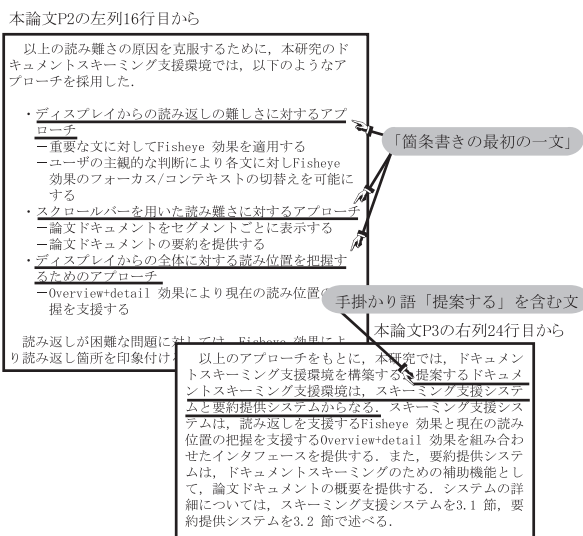 本論文P2の左列16行目から
以上の読み難さの原因を克服するために，本研究のド
キュメントスキーミング支援環境では，以下のようなア
プローチを採用した．
・ディスプレイからの読み返しの難しさに対するアプ
ローチ
－重要な文に対してFisheye 効果を適用する
－ユーザの主観的な判断により各文に対しFisheye
効果のフォーカス/コンテキストの切替えを可能に
する
・スクロールバーを用いた読み難さに対するアプローチ
－論文ドキュメントをセグメントごとに表示する
－論文ドキュメントの要約を提供する
・ディスプレイからの全体に対する読み位置を把握す
るためのアプローチ
－Overview+detail 効果により現在の読み位置の
握を支援する
読み返しが困難な問題に対しては，Fisheye 効果によ
り読み返し箇所を印象付ける
「箇条書きの最初の一文」
手掛かり語「提案する」を含む文
本論文P3の右列24行目から
以上のアプローチをもとに，本研究では，ドキュメン
トスキーミング支援環境を構築する．提案するドキュメ
ントスキーミング支援環境は，スキーミング支援システ
ムと要約提供システムからなる．スキーミング支援シス
テムは，読み返しを支援するFisheye 効果と現在の読み
位置の把握を支援するOverview+detail 効果を組み合わ
せたインタフェースを提供する．また，要約提供システ
ムは，ドキュメントスキーミングのための補助機能とし
て，論文ドキュメントの概要を提供する．システムの詳
細については，スキーミング支援システムを3.1 節，要
約提供システムを3.2 節で述べる．